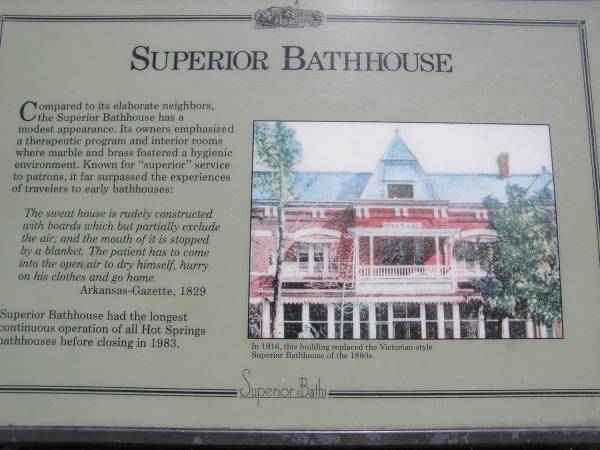 SUPERIOR BATHHOUSE
Compared to its elaborate neighbors,
the Superior Bathhouse has a
modest appearance. Its owners emphasized
a therapeutic program and interior rooms
where marble and brass fostered a hygienic
environment. Known for "superior" service
to patrons, it far surpassed the experiences
of travelers to early bathhouses:
The sweat house is rudely constructed
with boards which but partially exclude
the air; and the mouth of it is stopped
by a blanket. The patient has to come
into the open air to dry himself, hurry
on his clothes and go home.
Arkansas-Gazette, 1829
Superior Bathhouse had the longest
continuous operation of all Hot Springs
bathhouses before closing in 1983.
In 1916, this building replaced the Victorian-style
Superior Bathhouse of the 1880s.
Superior Baths